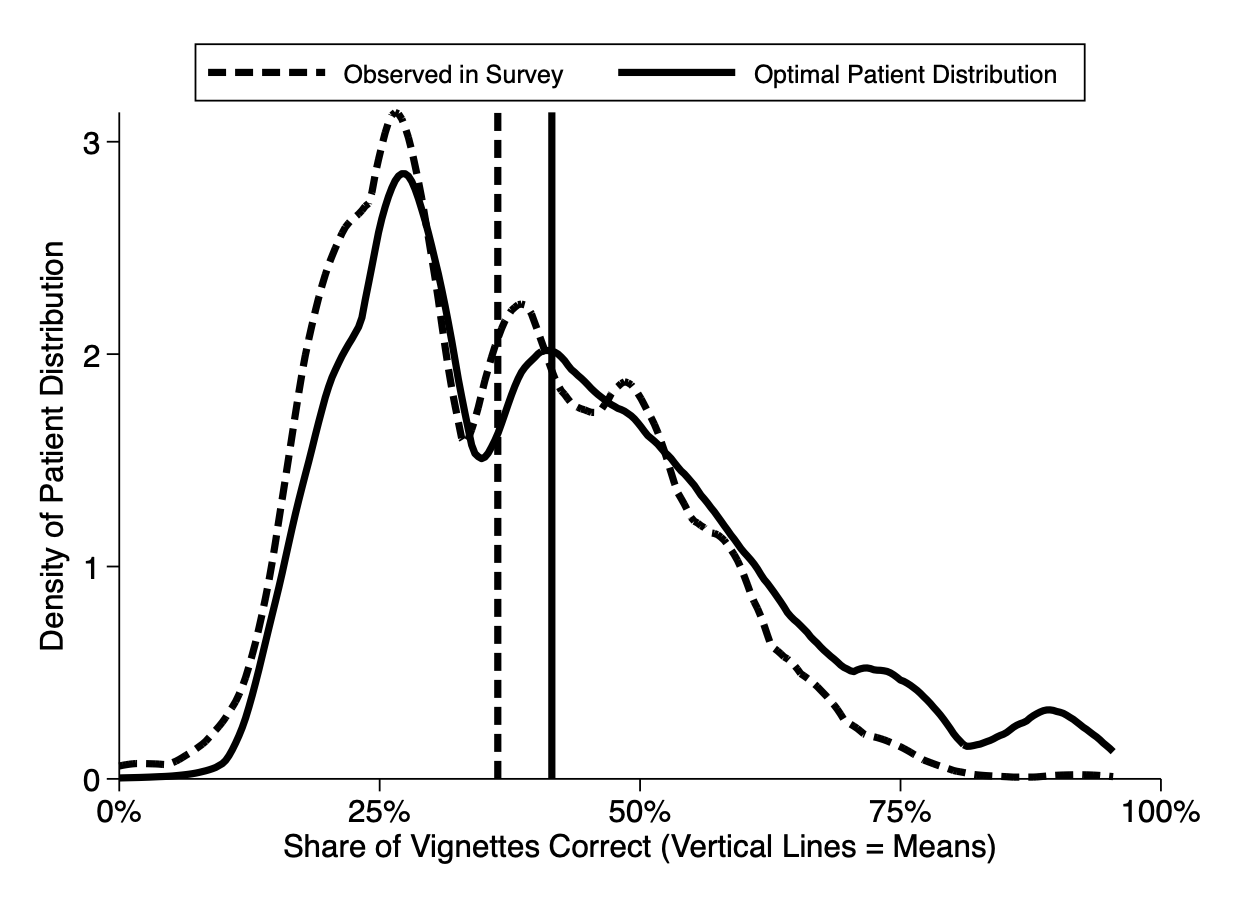 Observed in Survey
Optimal Patient Distribution
Density of Patient Distribution
3
2
1
0
0% 25% 50% 75% 100%
Share of Vignettes Correct (Vertical Lines = Means)